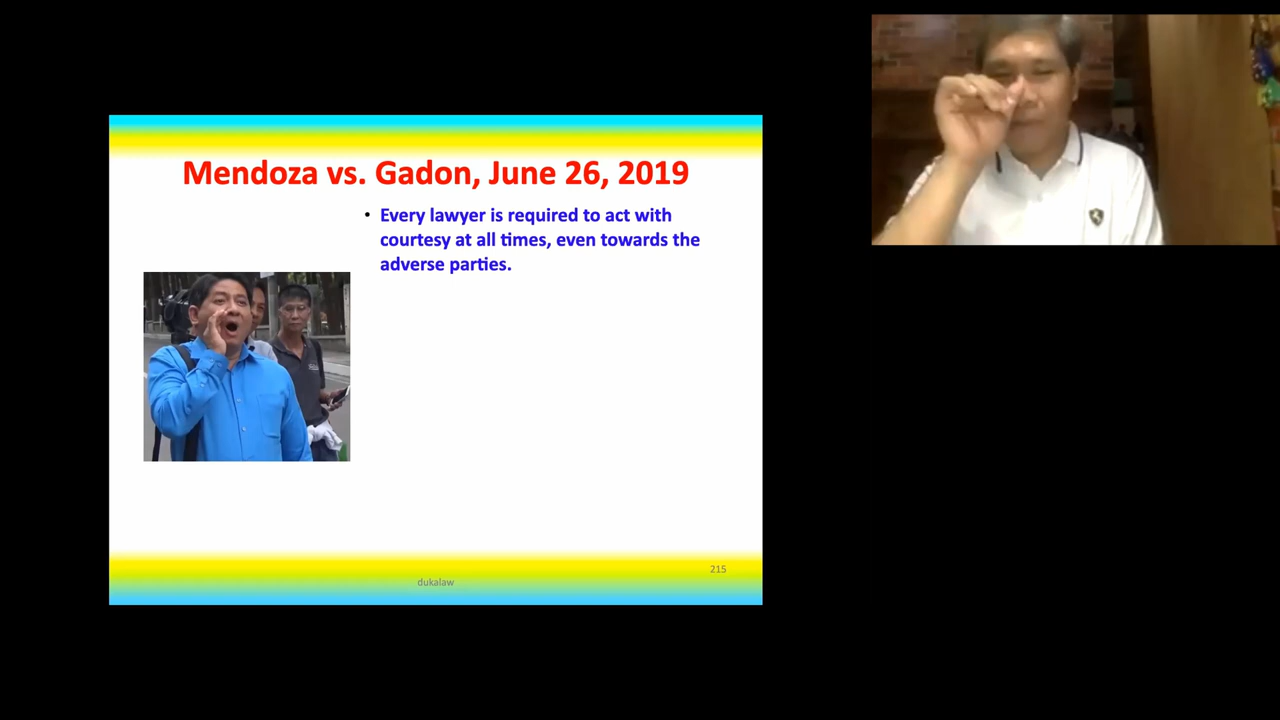 Mendoza vs. Gadon, June 26, 2019
• Every lawyer is required to act with
courtesy at all times, even towards the
adverse parties.
215
dukalaw